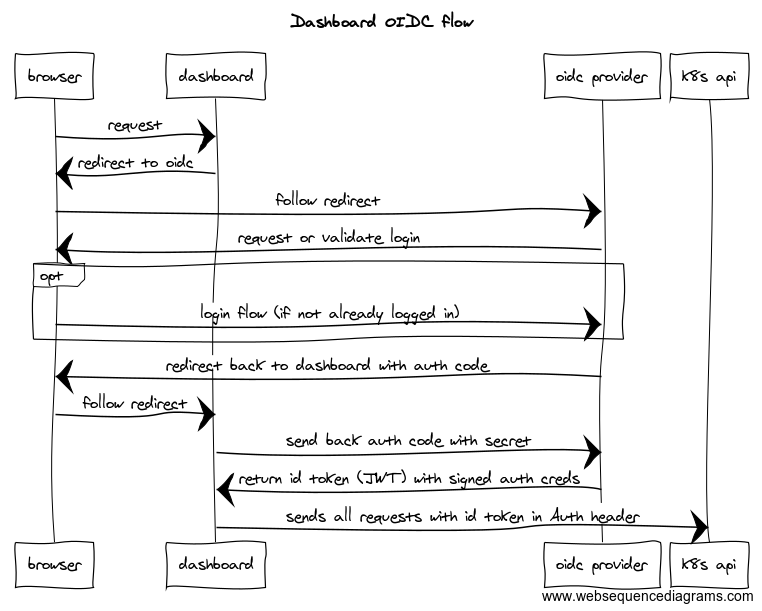 Dashboard OIDC flow
browser
dashboard
oidc provider
k8s api
request
redirect to oidc
follow redirect
request or validate login
opt
login flow (if not already logged in)
redirect back to dashboard with auth code
follow redirect
send back auth code with secret
return id token (JWT) with signed auth creds
sends all requests with id token in Auth header
browser
dashboard
oidc provider
k8s api
www.websequencediagrams.com